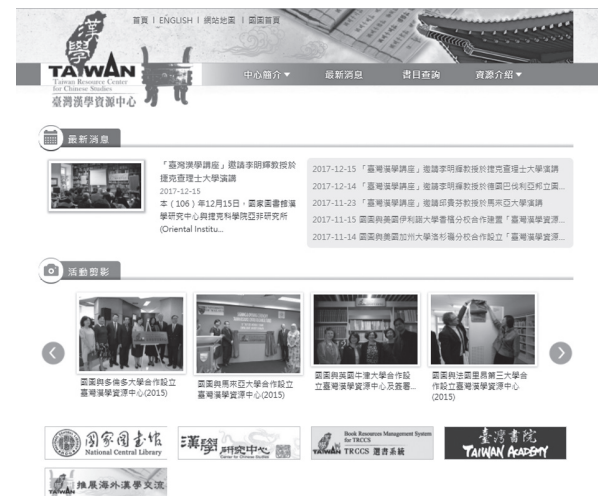 首頁 | ENGLISH | 網站地圖 | 國圖首頁
漢學
TAIWAN
Taiwan Resource Center
for Chinese Studies
臺灣漢學資源中心
中心簡介▼ 最新消息 書目查詢 資源介紹▼
最新消息
「臺灣漢學講座」邀請李明輝教授於
捷克查理士大學演講
2017-12-15
本（106）年12月15日，國家圖書館漢
學研究中心與捷克科學院亞非研究所
(Oriental Institu...
2017-12-15 「臺灣漢學講座」邀請李明輝教授於捷克查理士大學演講
2017-12-14 「臺灣漢學講座」邀請李明輝教授於德國巴伐利亞邦立圖...
2017-11-23 「臺灣漢學講座」邀請邱貴芬教授於馬來亞大學演講
2017-11-15 國圖與美國伊利諾大學香檳分校合作建置「臺灣漢學資源...
2017-11-14 國圖與美國加州大學洛杉磯分校合作設立「臺灣漢學資源...
活動剪影
國圖與多倫多大學合作設立
臺灣漢學資源中心(2015)
國圖與馬來亞大學合作設立
臺灣漢學資源中心(2015)
國圖與英國牛津大學合作設
立臺灣漢學資源中心及簽署...
國圖與法國里昂第三大學合
作設立臺灣漢學資源中心
(2015)
國家圖書館
National Central Library
漢學研究中心
Center for Chinese Studies
Book Resources Management System
for TRCCS
TAIWAN TRCCS 選書系統
臺灣書院
TAIWAN ACADEMY
TAIWAN 推展海外漢學交流